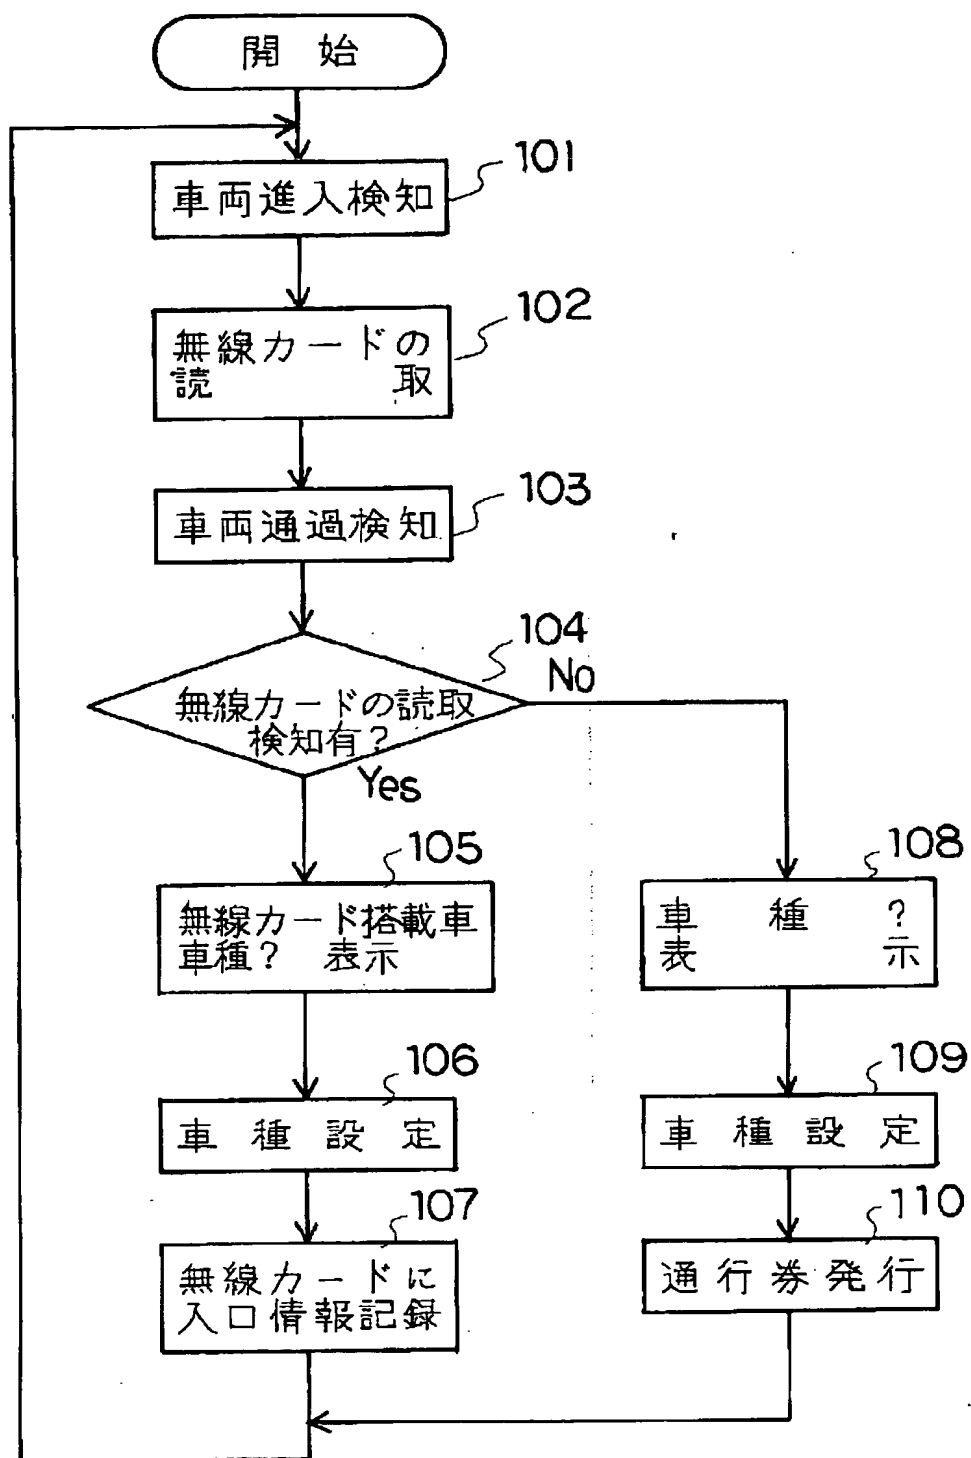 開始
101
車両進入検知
102
無線カードの
読取
103
車両通過検知
104
No
無線カードの読取
検知有?
Yes
105
無線カード搭載車
車種? 表示
106
車種設定
107
無線カードに
入口情報記録
108
車種?
表示
109
車種設定
110
通行券発行